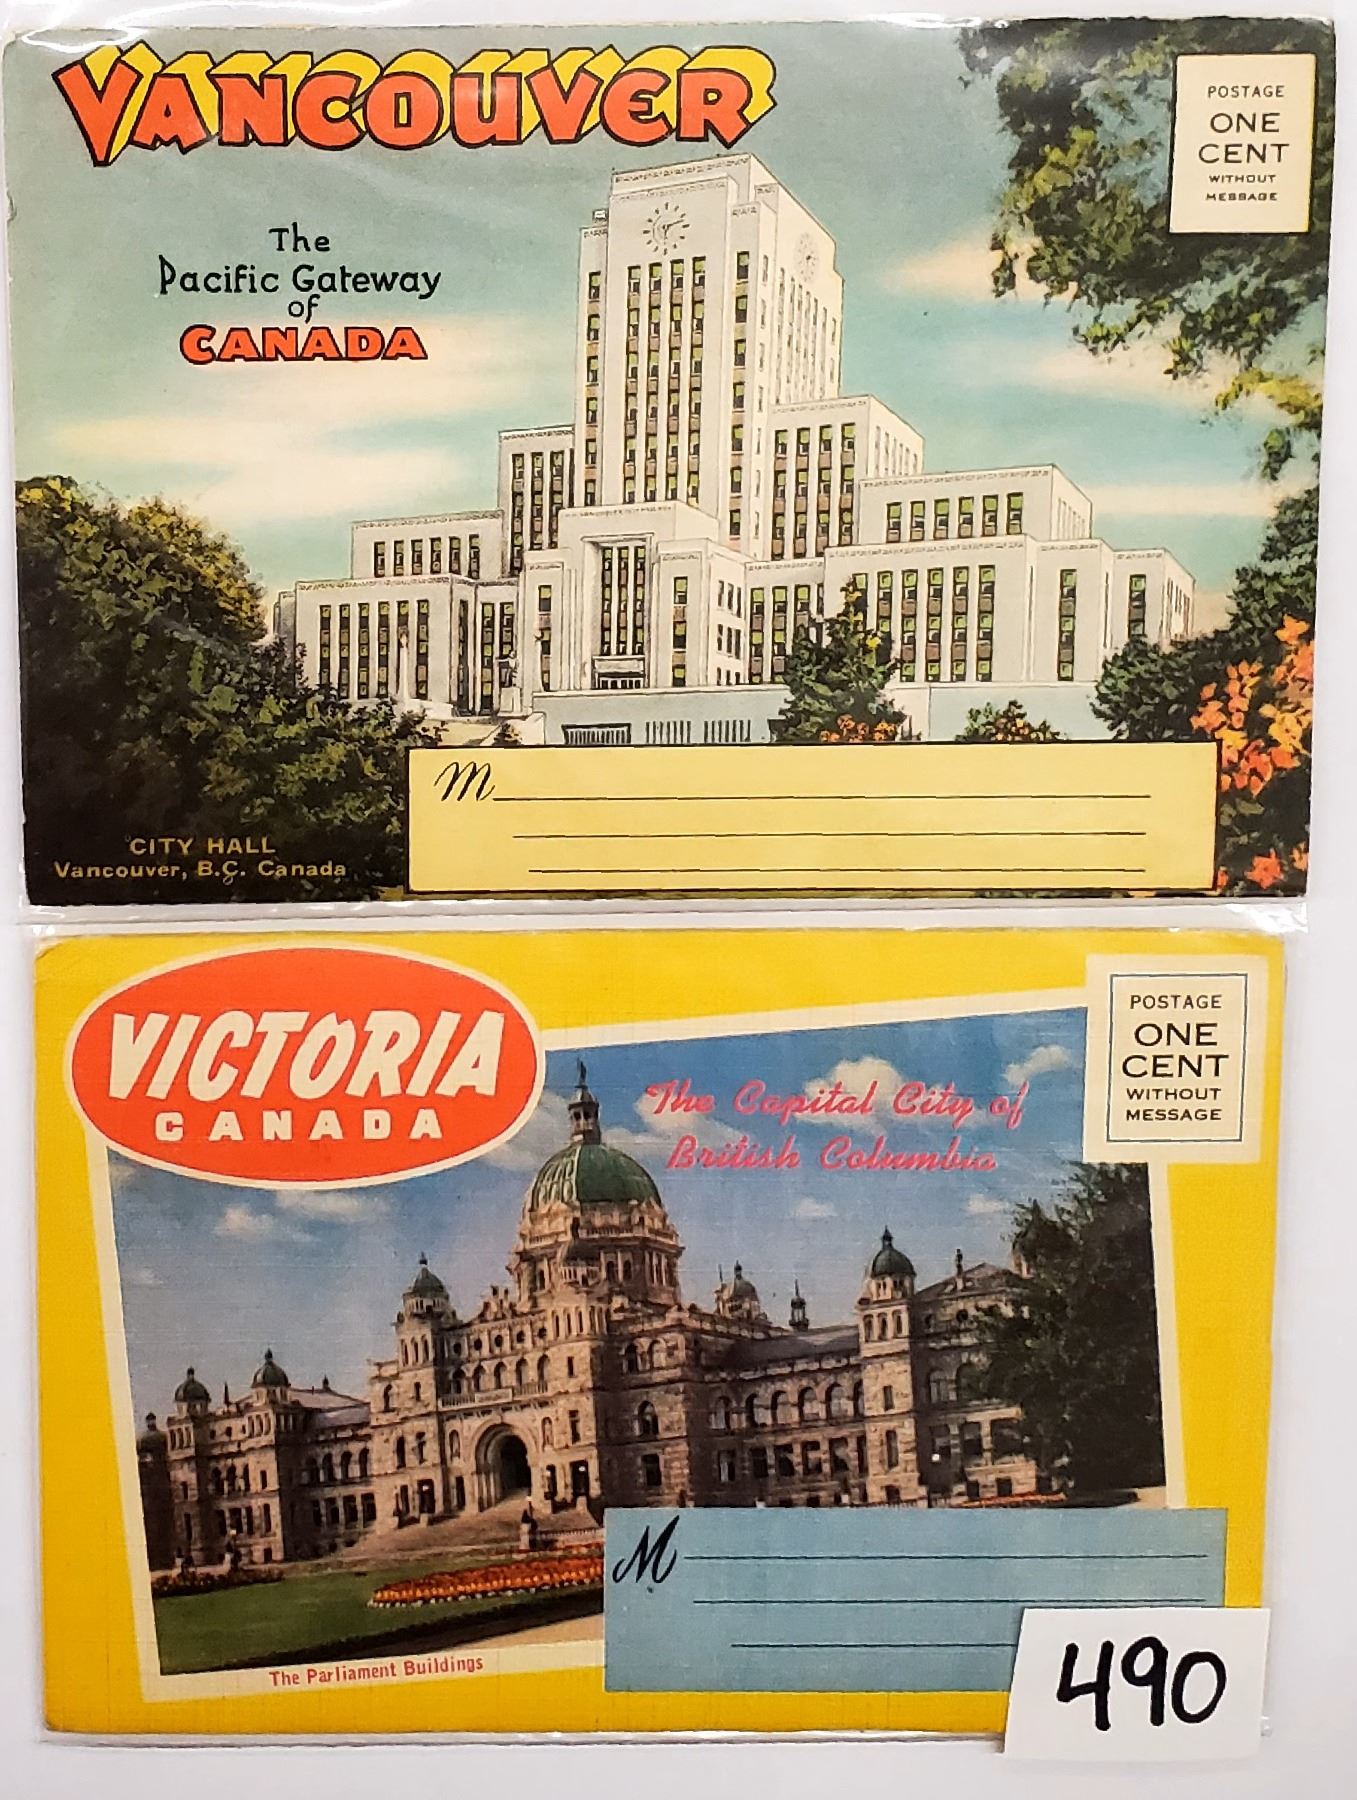 VANCOUVER
The
Pacific Gateway
of
CANADA
POSTAGE
ONE
CENT
WITHOUT
MESSAGE
M
CITY HALL
Vancouver, B.C. Canada
VICTORIA
CANADA
The Capital City of
British Columbia
POSTAGE
ONE
CENT
WITHOUT
MESSAGE
M
The Parliament Buildings
490